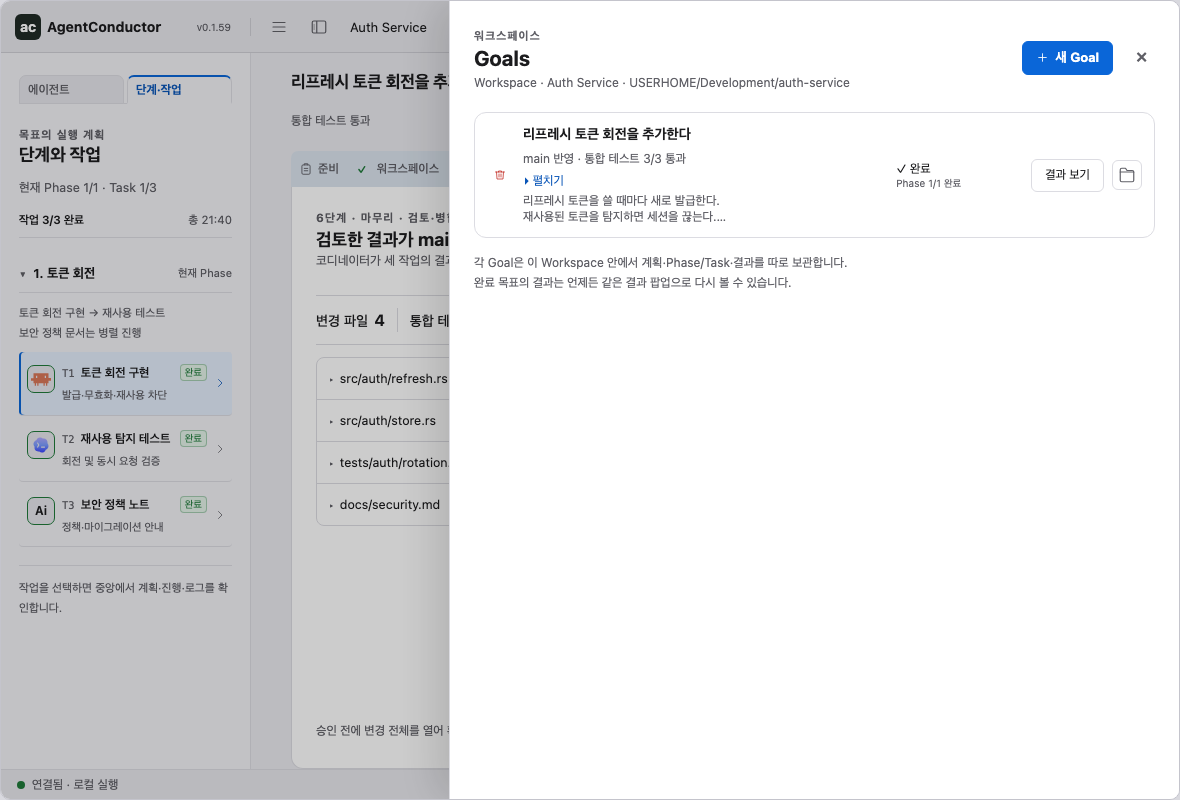 ac AgentConductor v0.1.59 Auth Service
에이전트 단계·작업
목표의 실행 계획
단계와 작업
현재 Phase 1/1 · Task 1/3
작업 3/3 완료 총 21:40
1. 토큰 회전 현재 Phase
토큰 회전 구현 → 재사용 테스트
보안 정책 문서는 병렬 진행
T1 토큰 회전 구현 완료
발급·무효화·재사용 차단
T2 재사용 탐지 테스트 완료
회전 및 동시 요청 검증
Ai T3 보안 정책 노트 완료
정책·마이그레이션 안내
작업을 선택하면 중앙에서 계획·진행·로그를 확
인합니다.
연결됨 · 로컬 실행
리프레시 토큰 회전을
통합 테스트 통과
준비 ✓ 워크스페이스
6단계 · 마무리 · 검토·병합
검토한 결과가 mai
코디네이터가 세 작업의 결과
변경 파일 4 통합 테
src/auth/refresh.rs
src/auth/store.rs
tests/auth/rotation.
docs/security.md
승인 전에 변경 전체를 열어
워크스페이스
Goals
Workspace · Auth Service · USERHOME/Development/auth-service
+ 새 Goal ×
리프레시 토큰 회전을 추가한다
main 반영 · 통합 테스트 3/3 통과
펼치기
리프레시 토큰을 쓸 때마다 새로 발급한다.
재사용된 토큰을 탐지하면 세션을 끊는다....
✓ 완료
Phase 1/1 완료
결과 보기
각 Goal은 이 Workspace 안에서 계획·Phase/Task·결과를 따로 보관합니다.
완료 목표의 결과는 언제든 같은 결과 팝업으로 다시 볼 수 있습니다.